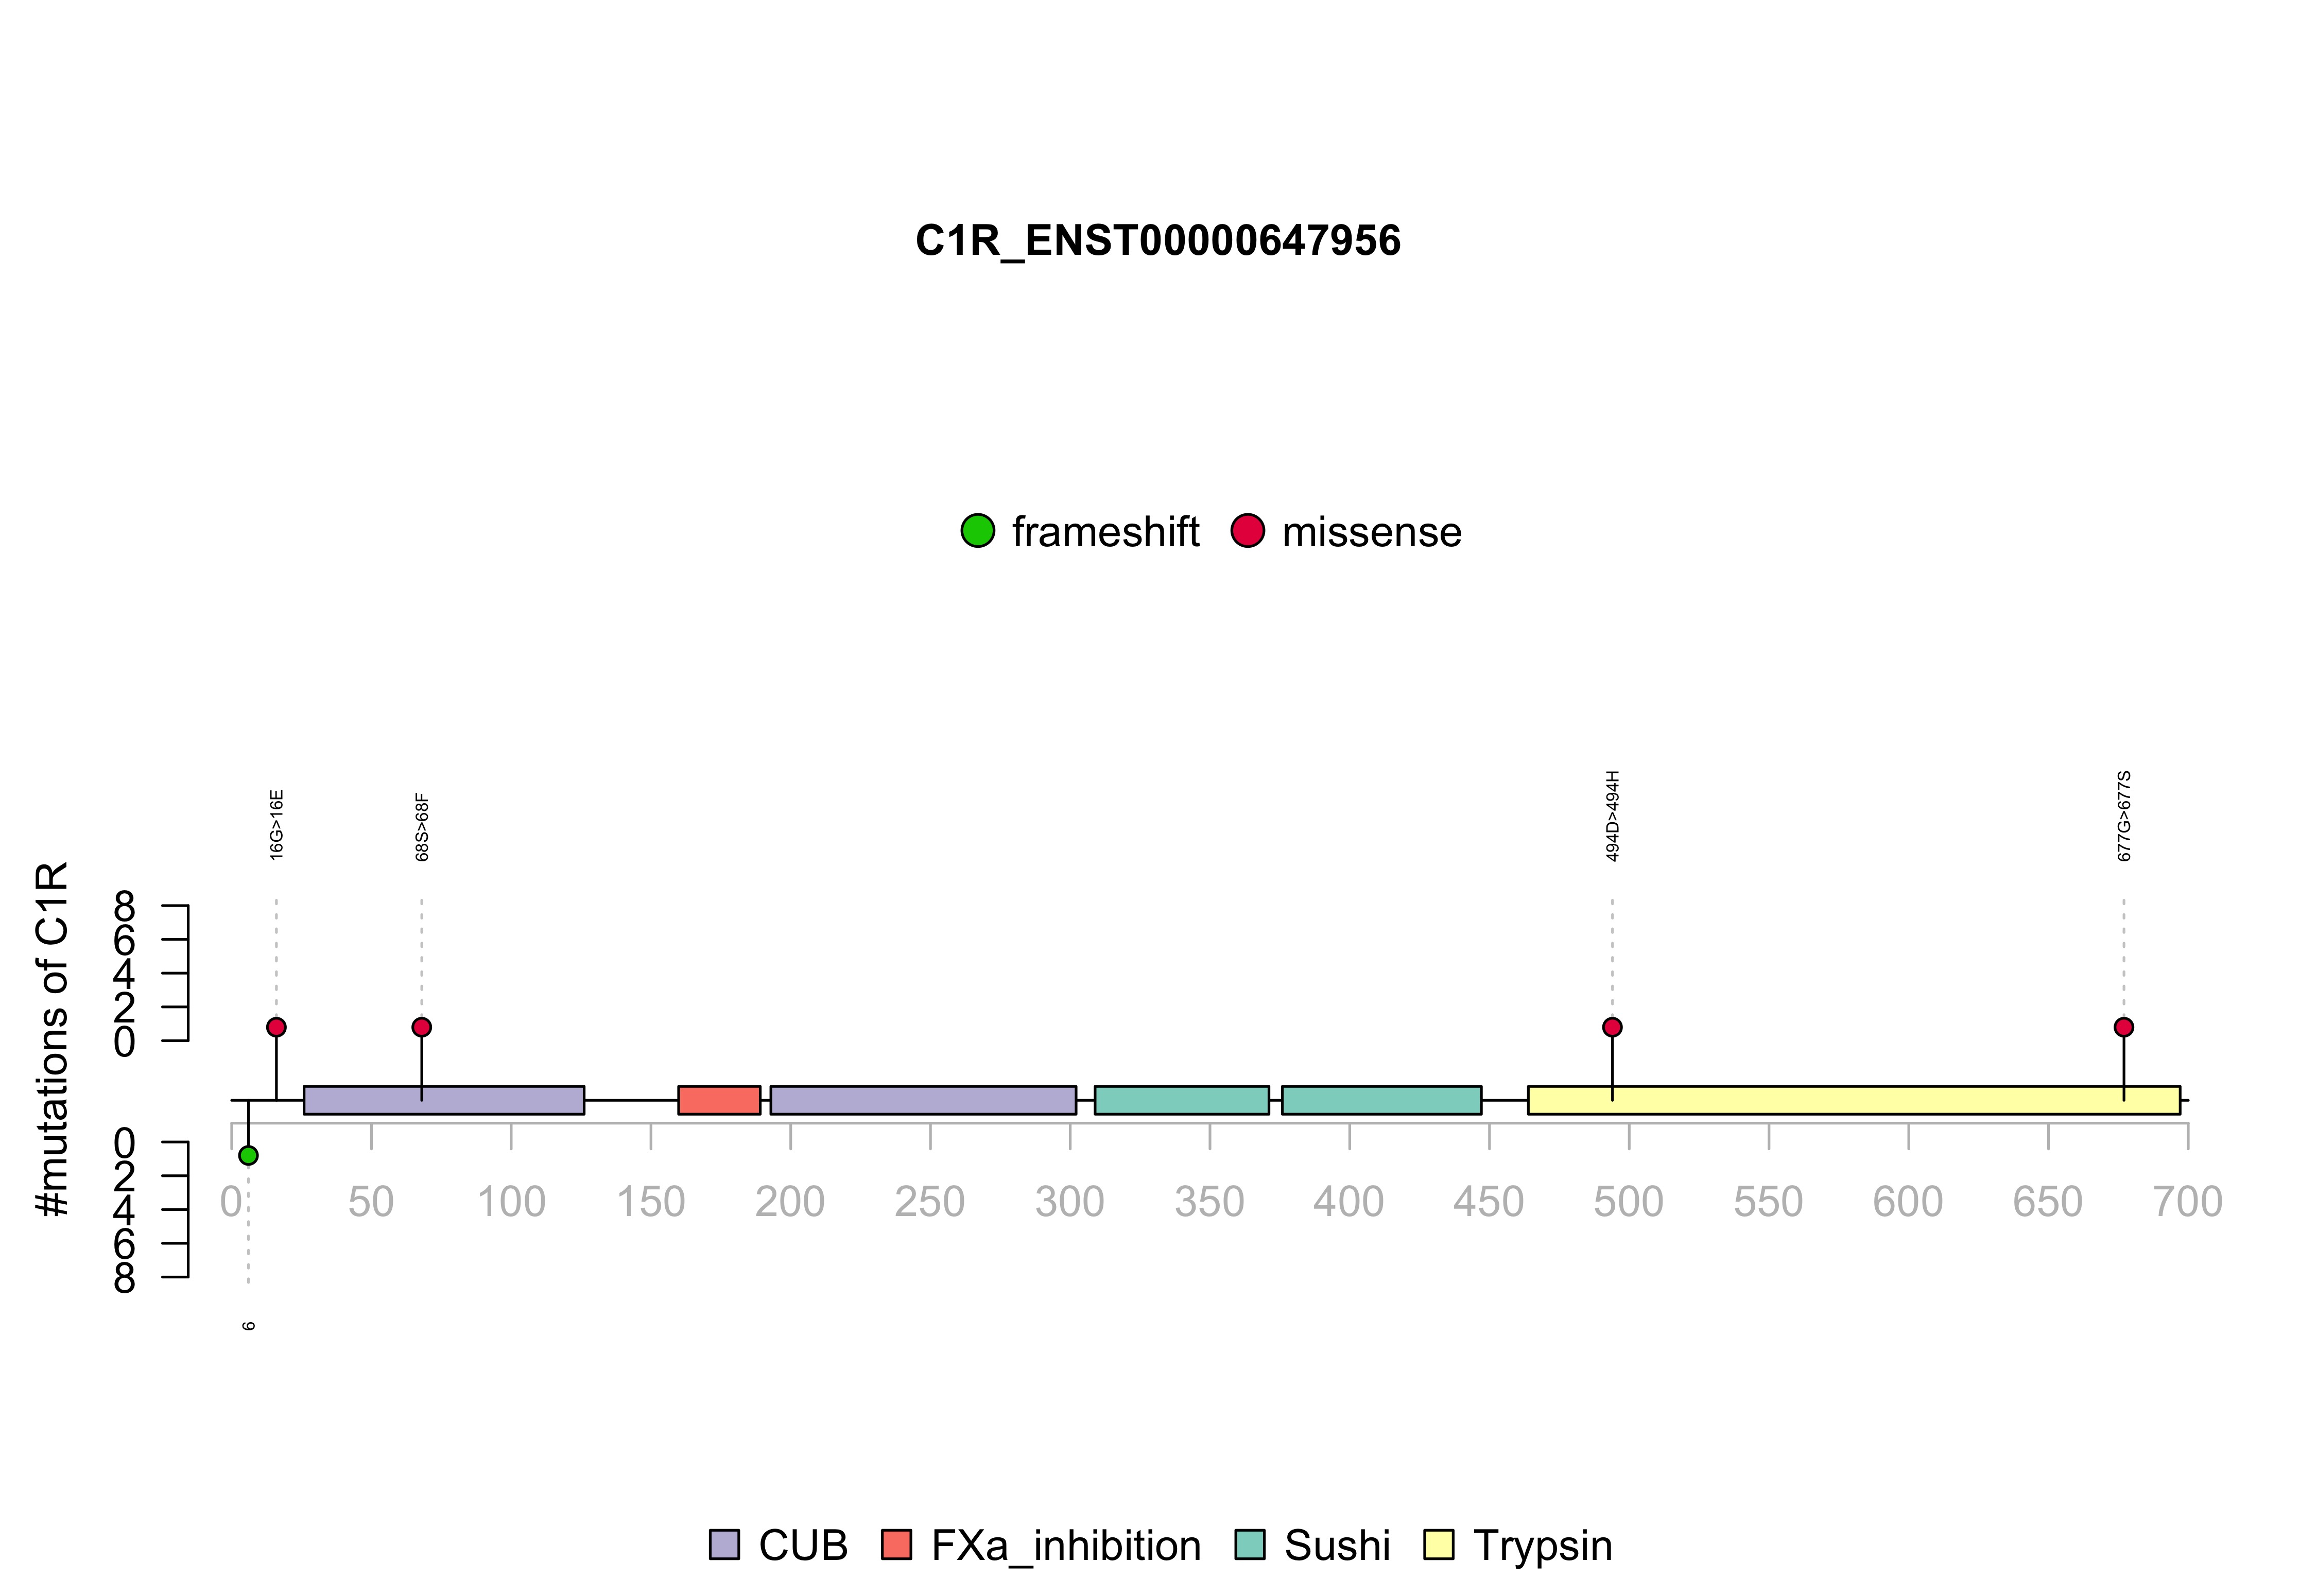 C1R_ENST00000647956
frameshift missense
16G>16E 68S>68F 494D>494H 677G>677S
#mutations of C1R
8
6
4
2
0
0
2
4
6
8
0 50 100 150 200 250 300 350 400 450 500 550 600 650 700
6
CUB FXa_inhibition Sushi Trypsin